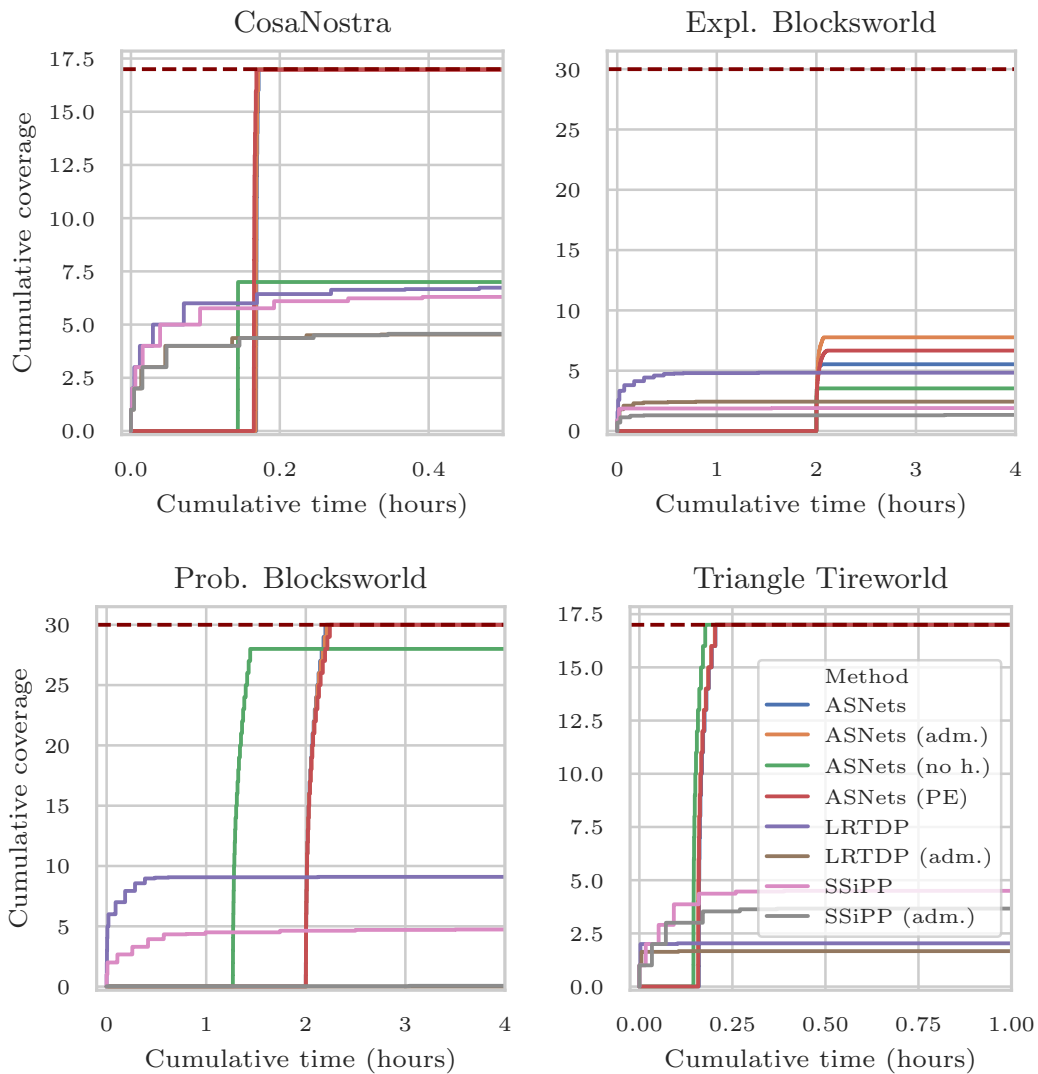 CosaNostra
Cumulative coverage
17.5
15.0
12.5
10.0
7.5
5.0
2.5
0.0
0.0 0.2 0.4
Cumulative time (hours)
Expl. Blocksworld
30
25
20
15
10
5
0
0 1 2 3 4
Cumulative time (hours)
Prob. Blocksworld
Cumulative coverage
30
25
20
15
10
5
0
0 1 2 3 4
Cumulative time (hours)
Triangle Tireworld
17.5
15.0
12.5
10.0
7.5
5.0
2.5
0.0
0.00 0.25 0.50 0.75 1.00
Cumulative time (hours)
Method
ASNets
ASNets (adm.)
ASNets (no h.)
ASNets (PE)
LRTDP
LRTDP (adm.)
SSiPP
SSiPP (adm.)